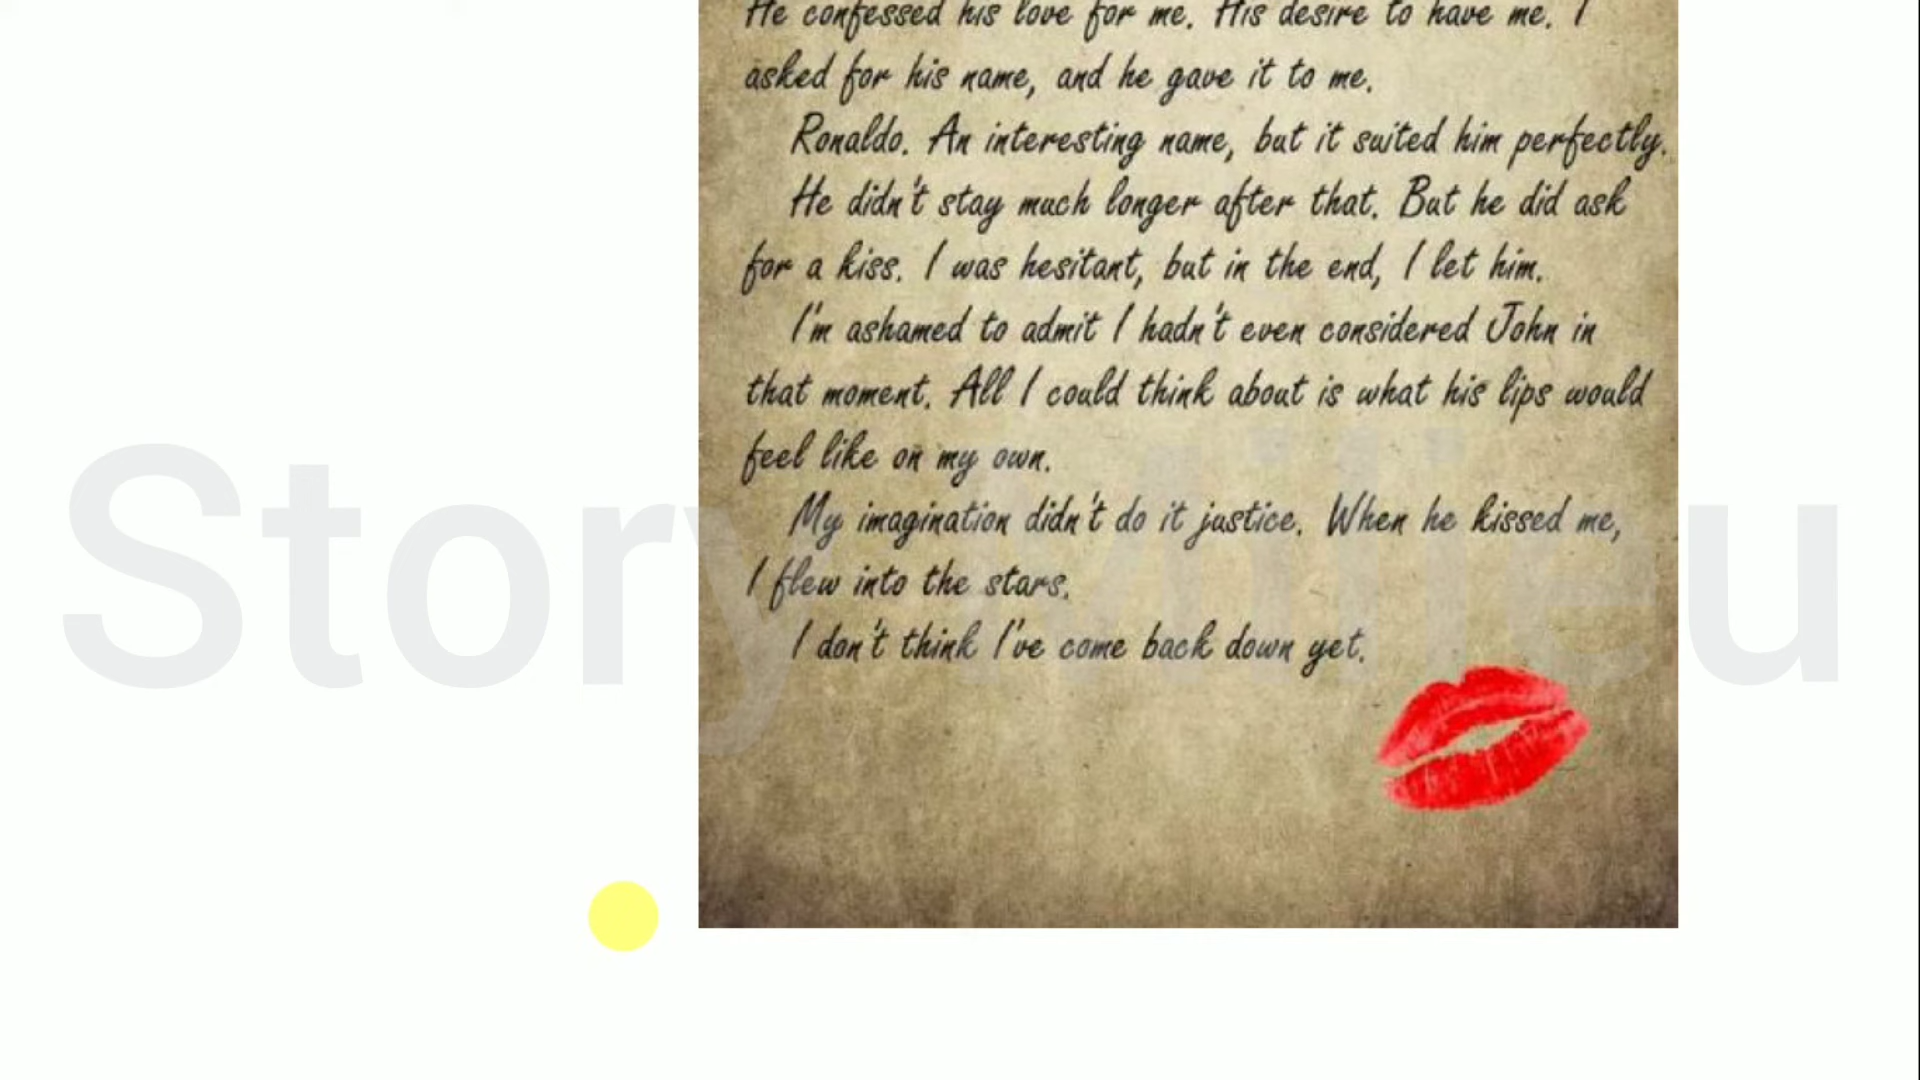 He confessed his love for me. His desire to have me. I
asked for his name, and he gave it to me.
Ronaldo. An interesting name, but it suited him perfectly.
He didn't stay much longer after that. But he did ask
for a kiss. I was hesitant, but in the end, I let him.
I'm ashamed to admit I hadn't even considered John in
that moment. All I could think about is what his lips would
feel like on my own.
My imagination didn't do it justice. When he kissed me,
I flew into the stars.
I don't think I've come back down yet.
Story Milieu